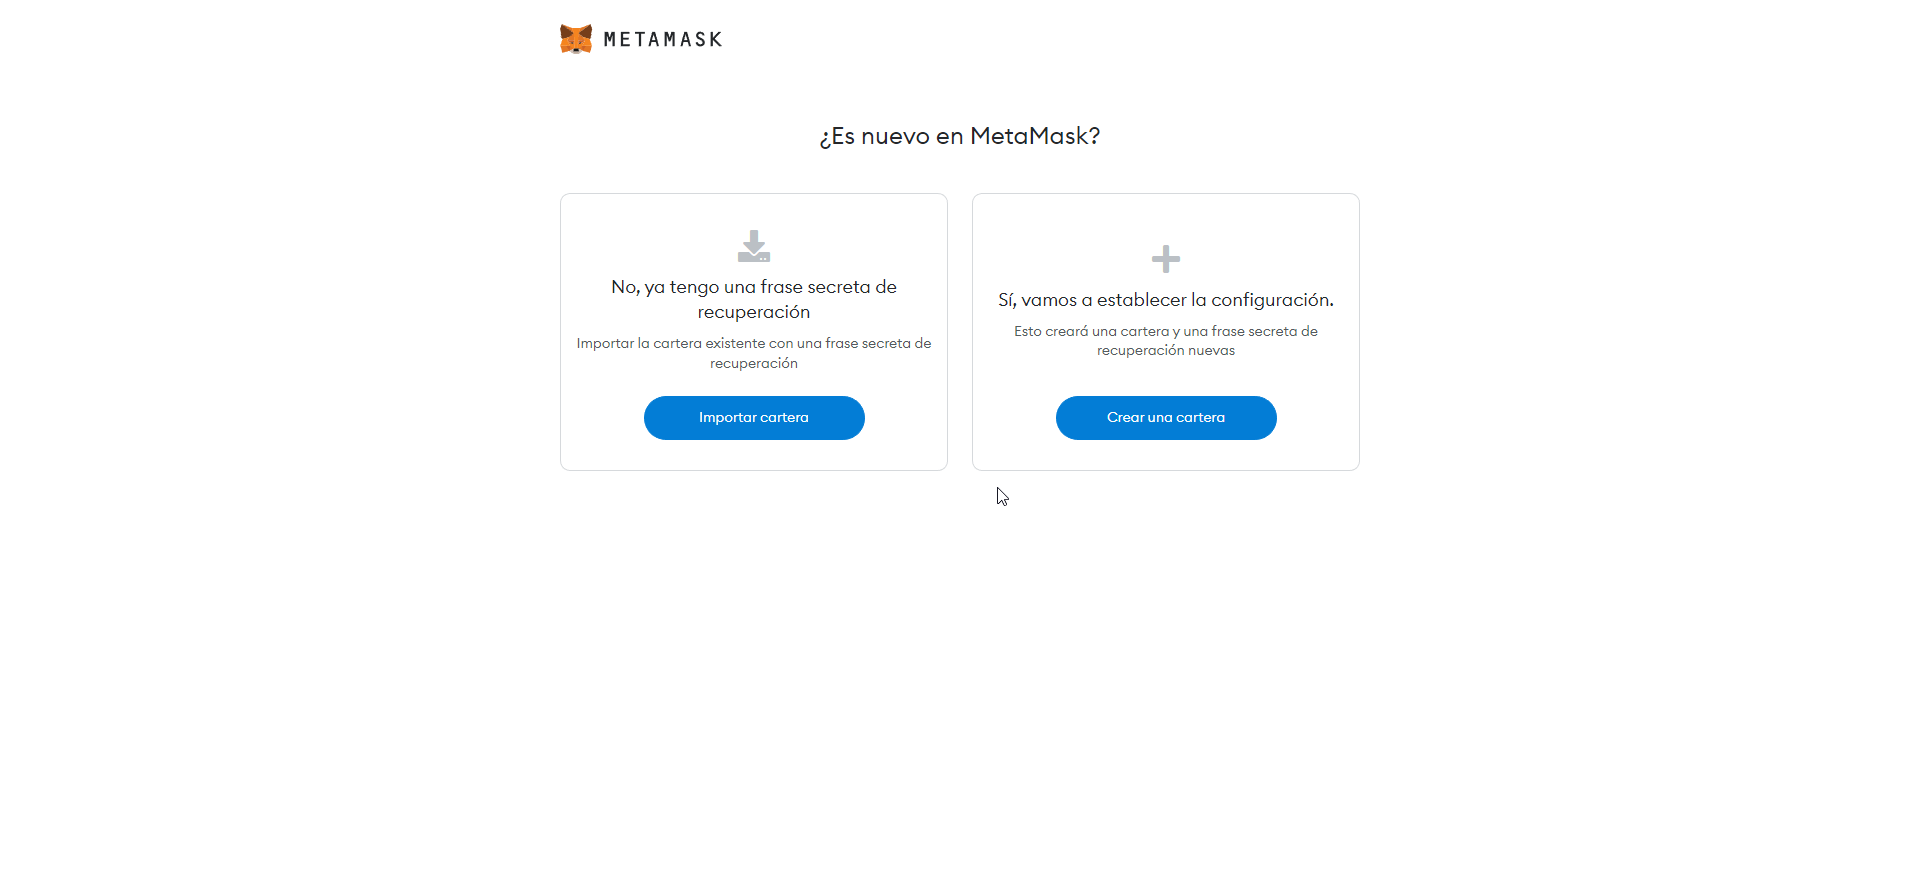 METAMASK
¿Es nuevo en MetaMask?
No, ya tengo una frase secreta de
recuperación
Importar la cartera existente con una frase secreta de
recuperación
Importar cartera
Sí, vamos a establecer la configuración.
Esto creará una cartera y una frase secreta de
recuperación nuevas
Crear una cartera